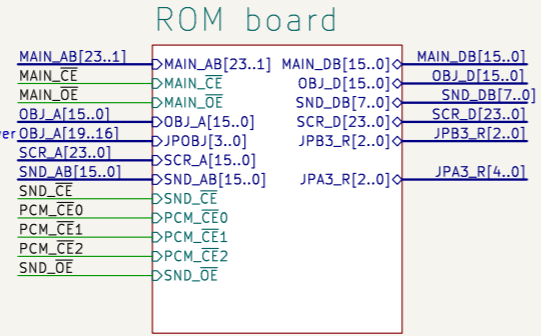 ROM board
MAIN_AB[23..1] MAIN_AB[23..1] MAIN_DB[15..0] MAIN_DB[15..0]
MAIN_CE MAIN_CE OBJ_D[15..0] OBJ_D[15..0]
MAIN_OE MAIN_OE SND_DB[7..0] SND_DB[7..0]
OBJ_A[15..0] OBJ_A[15..0] SCR_D[23..0] SCR_D[23..0]
OBJ_A[19..16] JPOBJ[3..0] JPB3_R[2..0] JPB3_R[2..0]
SCR_A[23..0] SCR_A[15..0]
SND_AB[15..0] SND_AB[15..0] JPA3_R[2..0] JPA3_R[4..0]
SND_CE SND_CE
PCM_CE0 PCM_CE0
PCM_CE1 PCM_CE1
PCM_CE2 PCM_CE2
SND_OE SND_OE